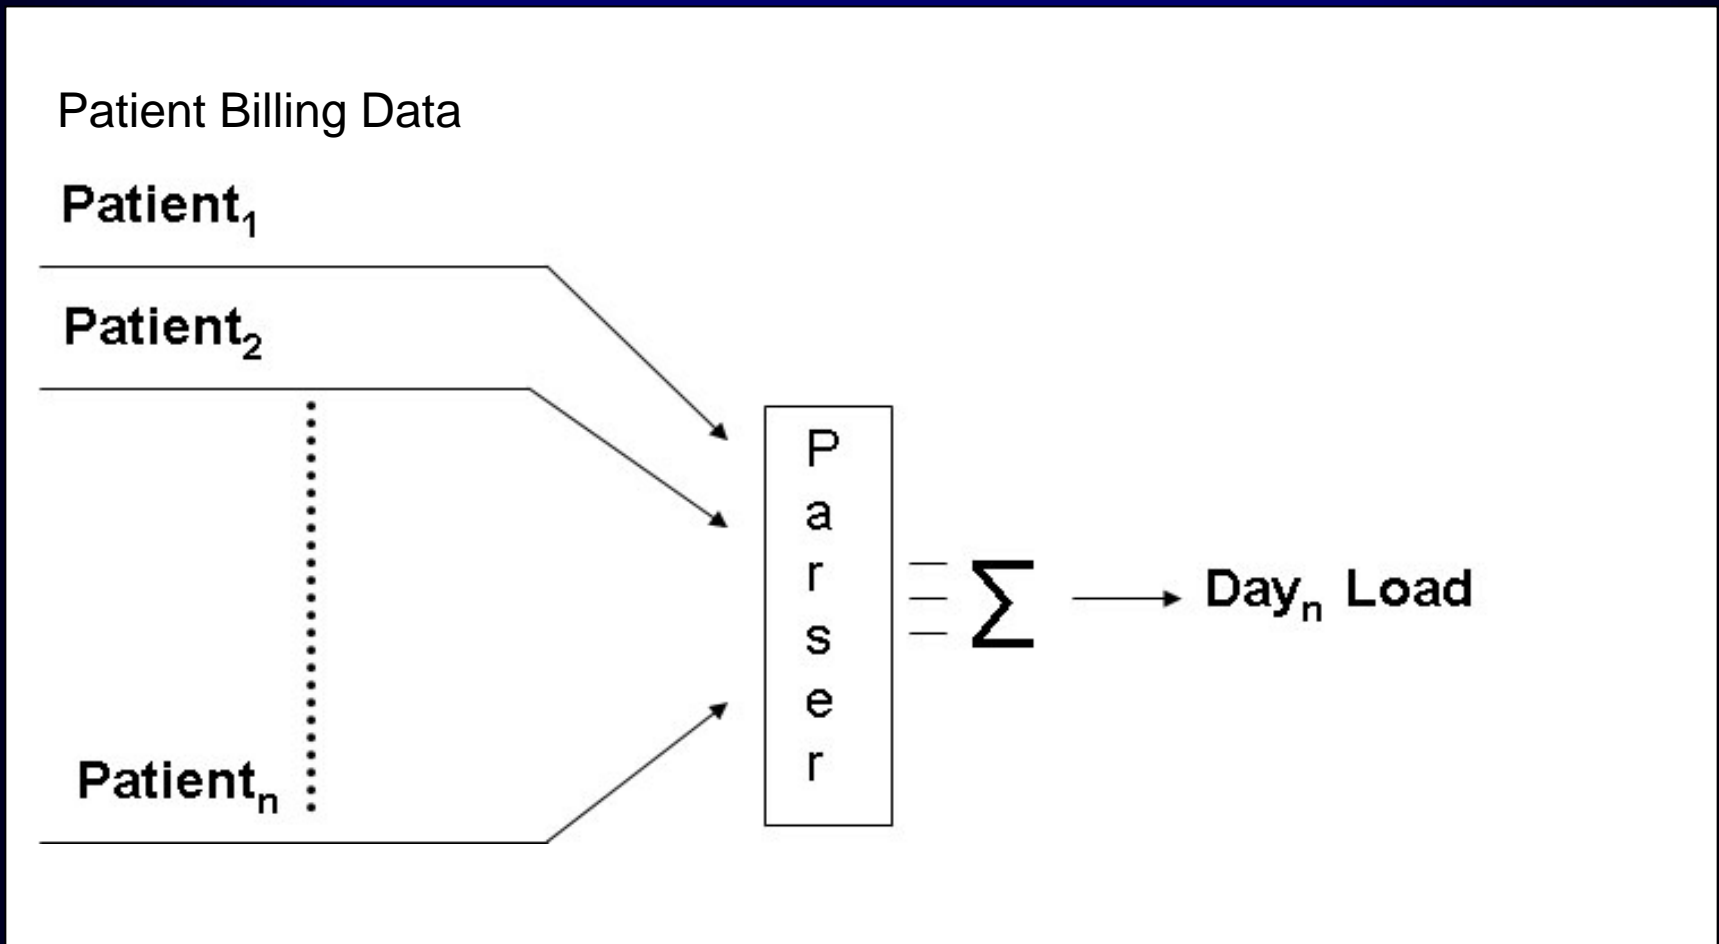 Patient Billing Data
Patient₁
Patient₂
Patientₙ
Parser
Σ
Dayₙ Load